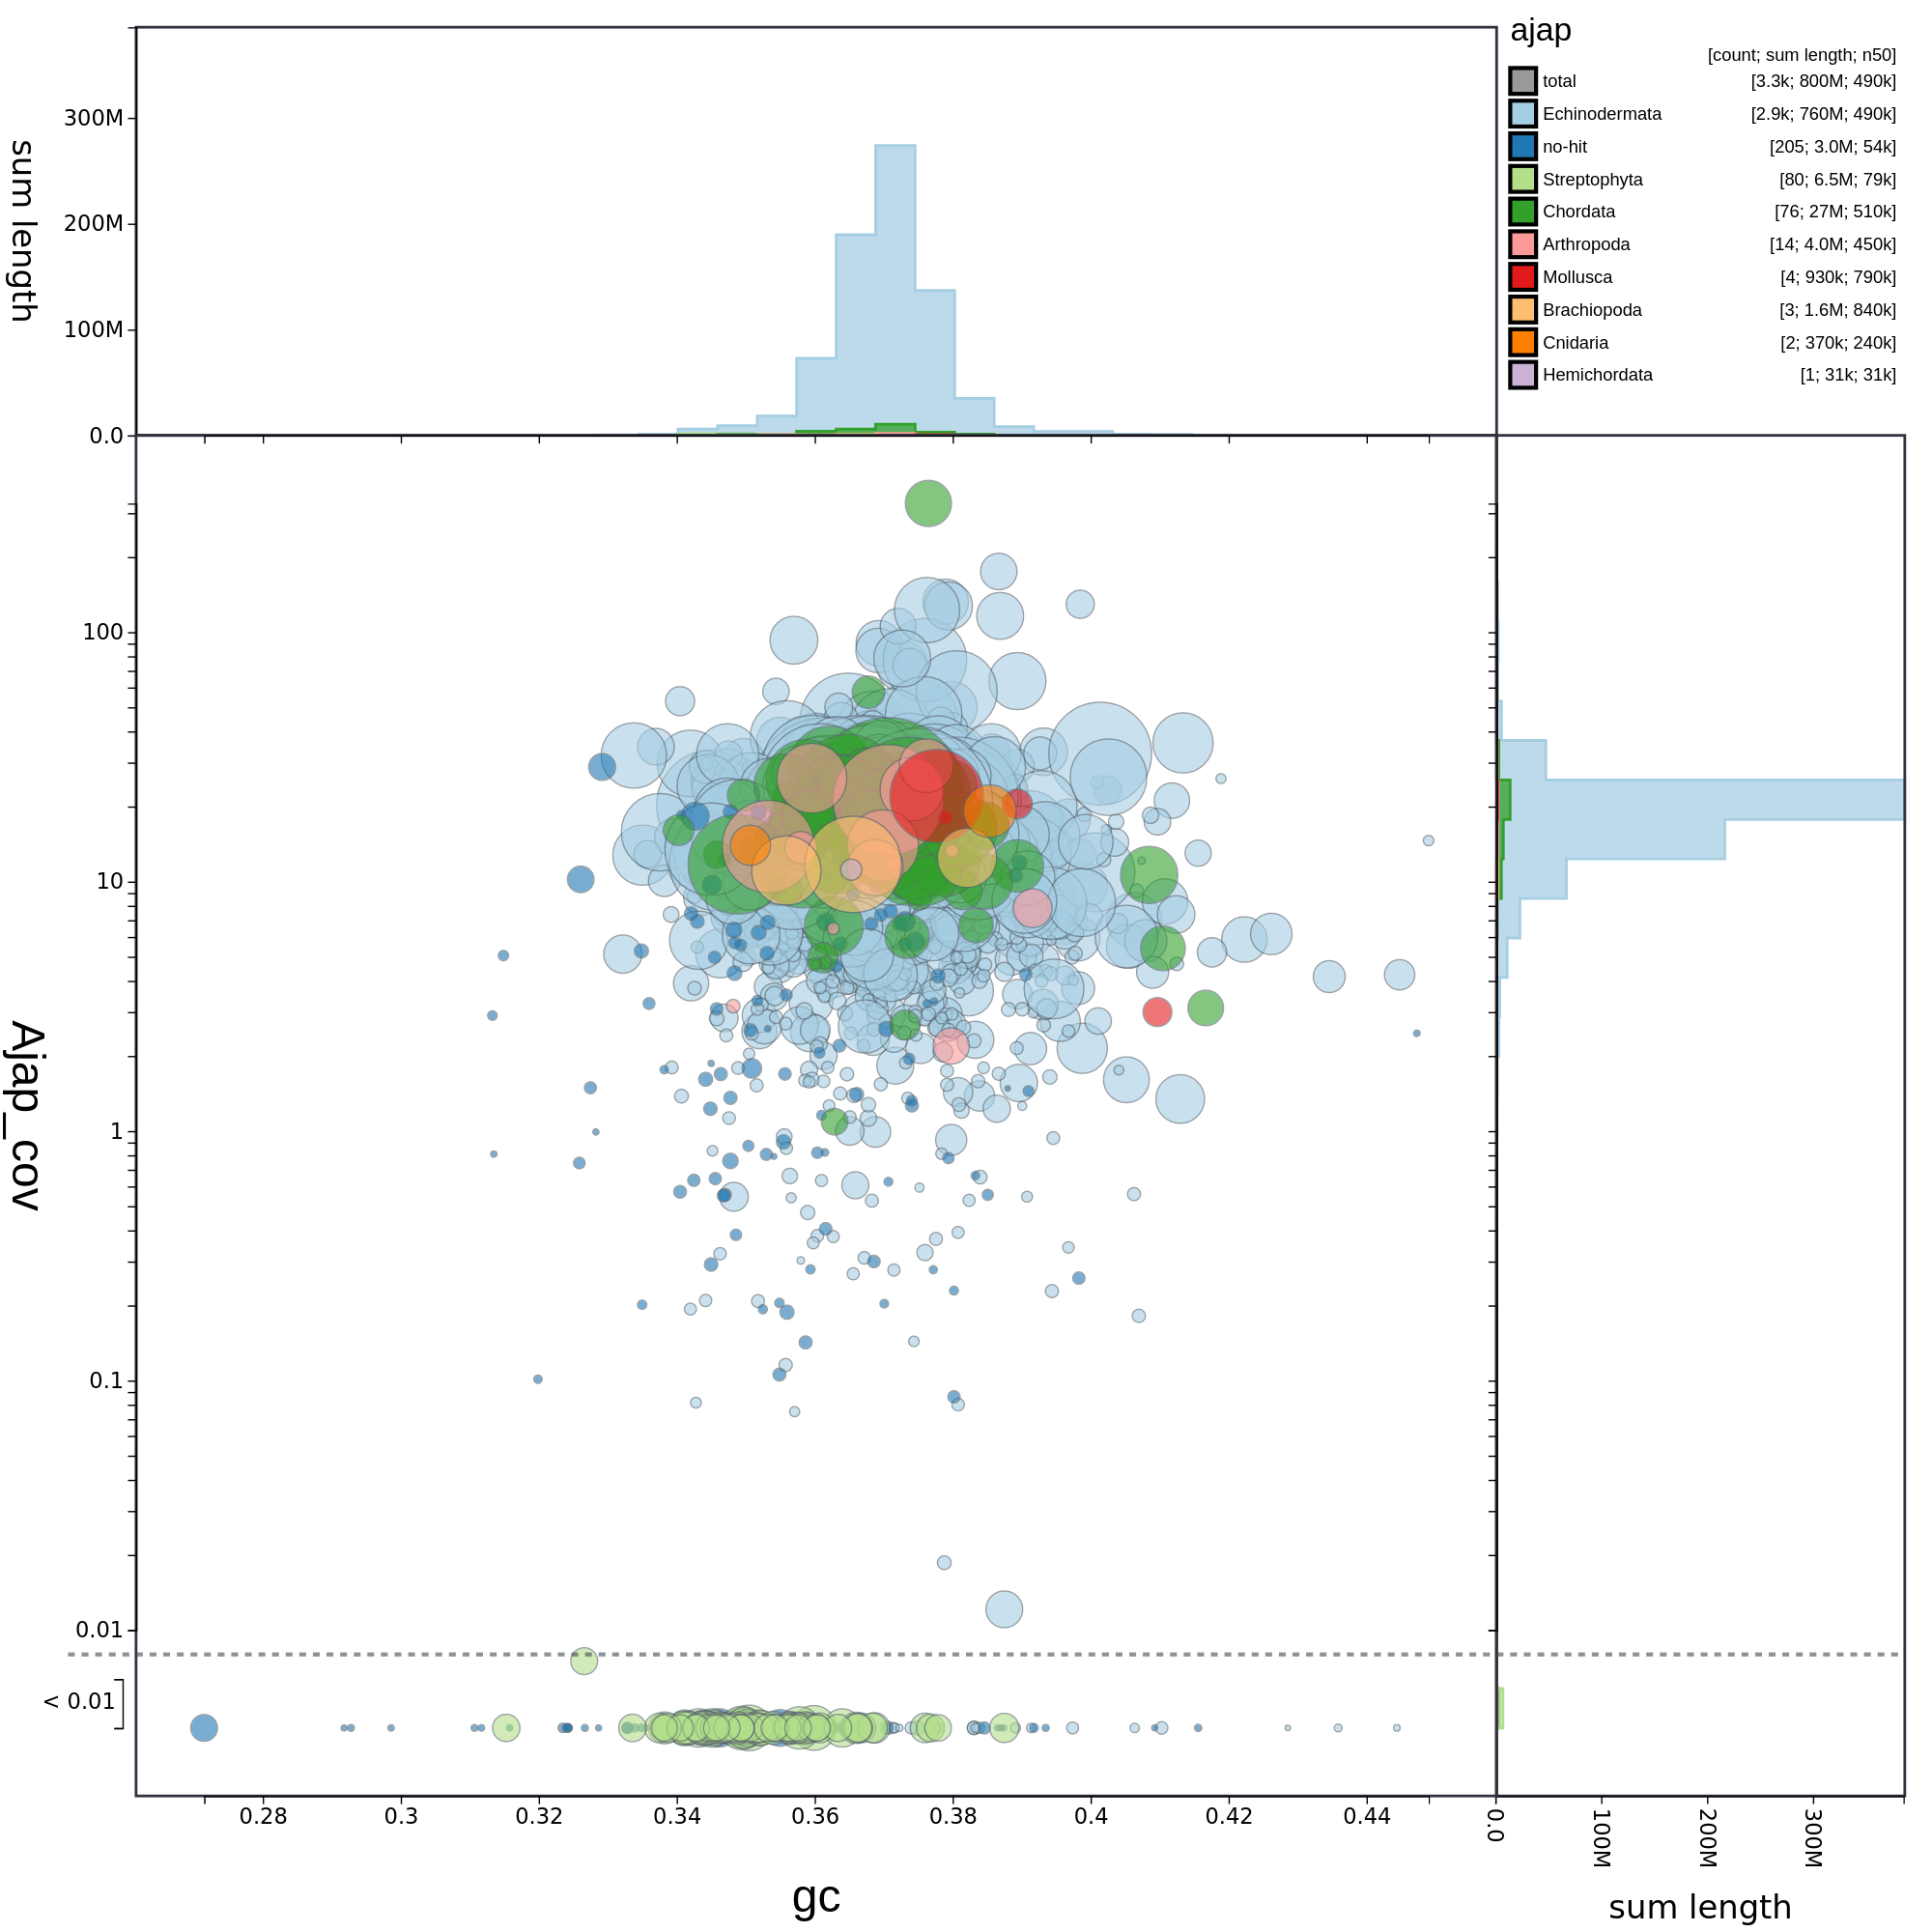 ajap
[count; sum length; n50]
total [3.3k; 800M; 490k]
Echinodermata [2.9k; 760M; 490k]
no-hit [205; 3.0M; 54k]
Streptophyta [80; 6.5M; 79k]
Chordata [76; 27M; 510k]
Arthropoda [14; 4.0M; 450k]
Mollusca [4; 930k; 790k]
Brachiopoda [3; 1.6M; 840k]
Cnidaria [2; 370k; 240k]
Hemichordata [1; 31k; 31k]
sum length
300M
200M
100M
0.0
Ajap_cov
100
10
1
0.1
0.01
< 0.01
0.28 0.3 0.32 0.34 0.36 0.38 0.4 0.42 0.44
gc
0.0 100M 200M 300M
sum length